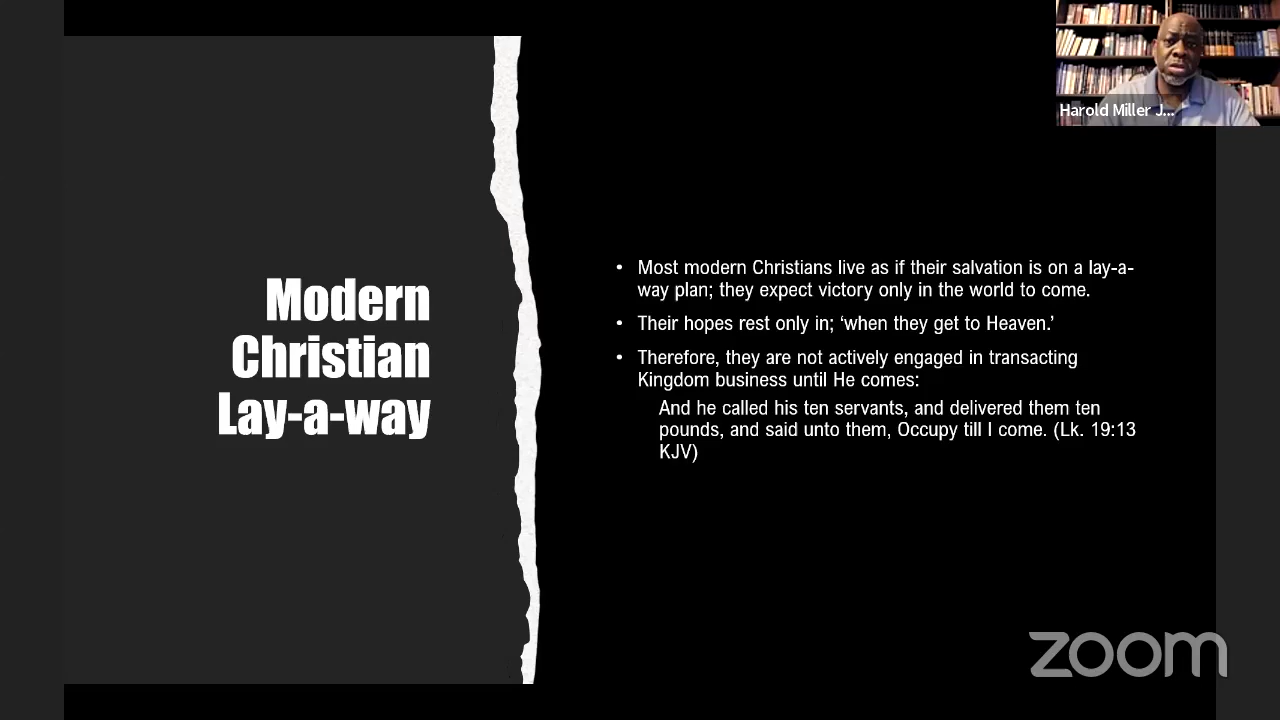 Harold Miller J...
Modern
Christian
Lay-a-way
• Most modern Christians live as if their salvation is on a lay-a-
way plan; they expect victory only in the world to come.
• Their hopes rest only in; ‘when they get to Heaven.’
• Therefore, they are not actively engaged in transacting
Kingdom business until He comes:
And he called his ten servants, and delivered them ten
pounds, and said unto them, Occupy till I come. (Lk. 19:13
KJV)
zoom